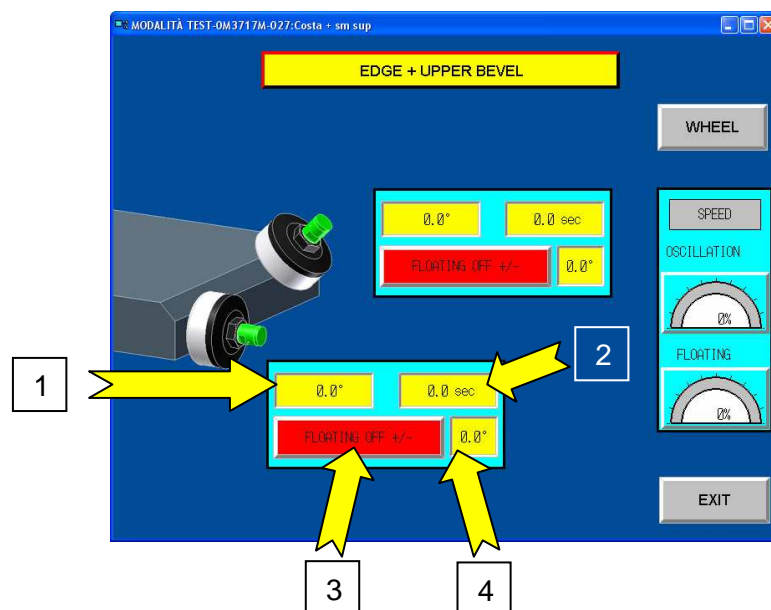 MODALITÀ TEST-OM3717M-027:Costa + sm sup
EDGE + UPPER BEVEL
WHEEL
0.0°
0.0 sec
FLOATING OFF +/-
0.0°
SPEED
OSCILLATION
0%
FLOATING
0%
1
0.0°
0.0 sec
2
FLOATING OFF +/-
0.0°
EXIT
3
4